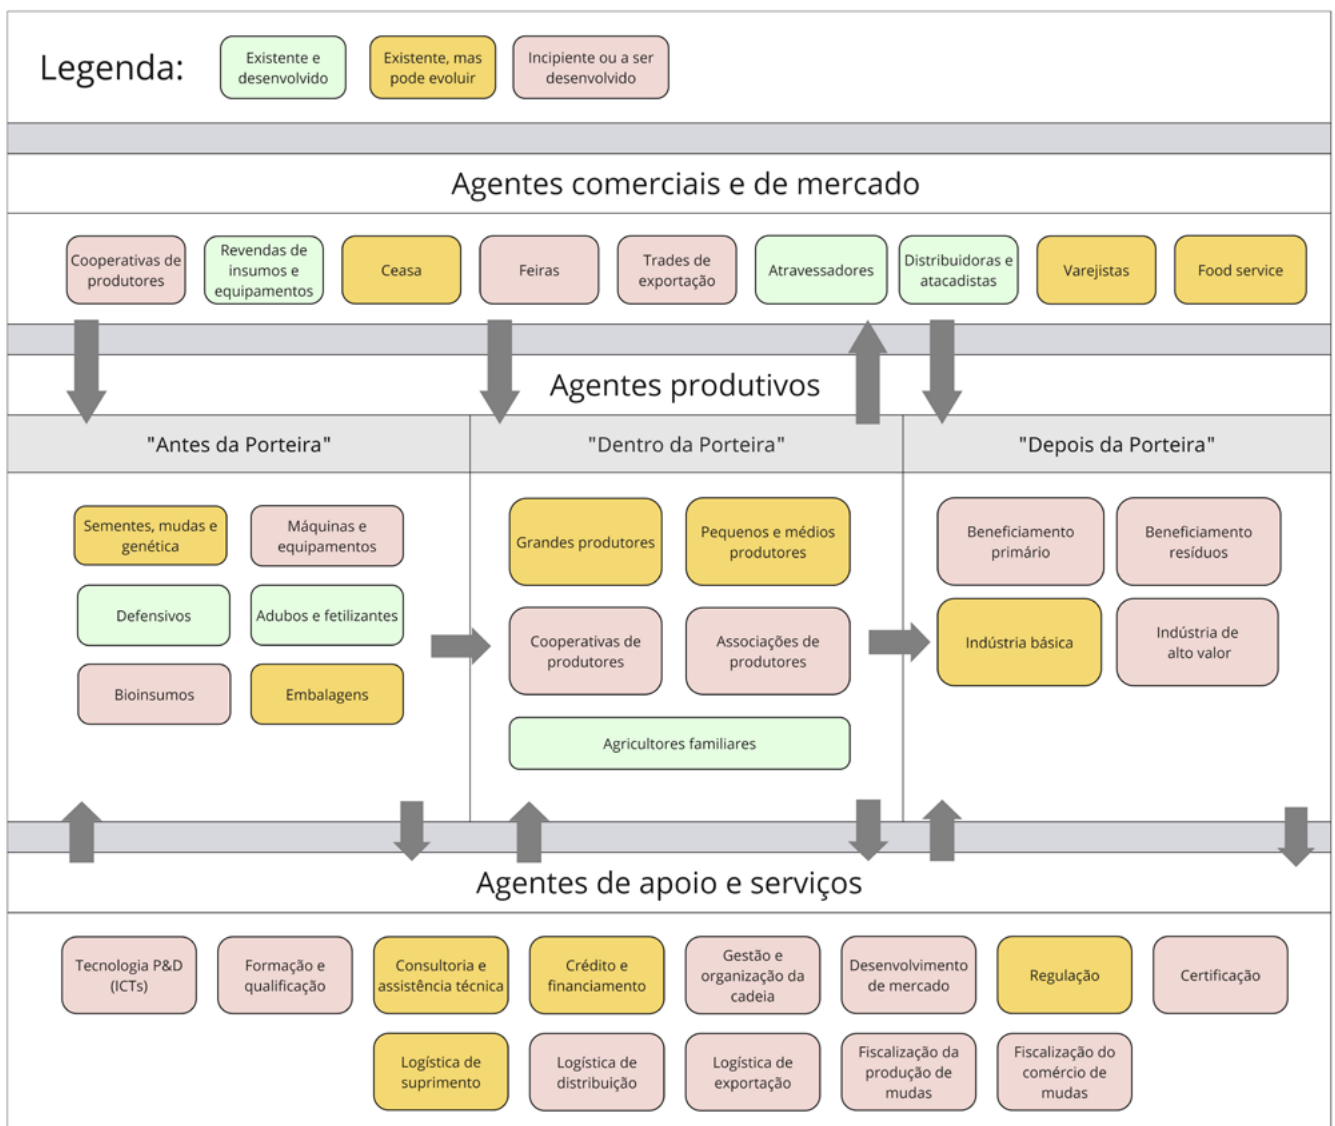 Legenda:
Existente e
desenvolvido
Existente, mas
pode evoluir
Incipiente ou a ser
desenvolvido
Agentes comerciais e de mercado
Cooperativas de
produtores
Revendas de
insumos e
equipamentos
Ceasa
Feiras
Trades de
exportação
Atravessadores
Distribuidoras e
atacadistas
Varejistas
Food service
Agentes produtivos
"Antes da Porteira"
"Dentro da Porteira"
"Depois da Porteira"
Sementes, mudas e
genética
Máquinas e
equipamentos
Defensivos
Adubos e fetilizantes
Bioinsumos
Embalagens
Grandes produtores
Pequenos e médios
produtores
Cooperativas de
produtores
Associações de
produtores
Agricultores familiares
Beneficiamento
primário
Beneficiamento
resíduos
Indústria básica
Indústria de
alto valor
Agentes de apoio e serviços
Tecnologia P&D
(ICTs)
Formação e
qualificação
Consultoria e
assistência técnica
Crédito e
financiamento
Gestão e
organização da
cadeia
Desenvolvimento
de mercado
Regulação
Certificação
Logística de
suprimento
Logística de
distribuição
Logística de
exportação
Fiscalização da
produção de
mudas
Fiscalização do
comércio de
mudas